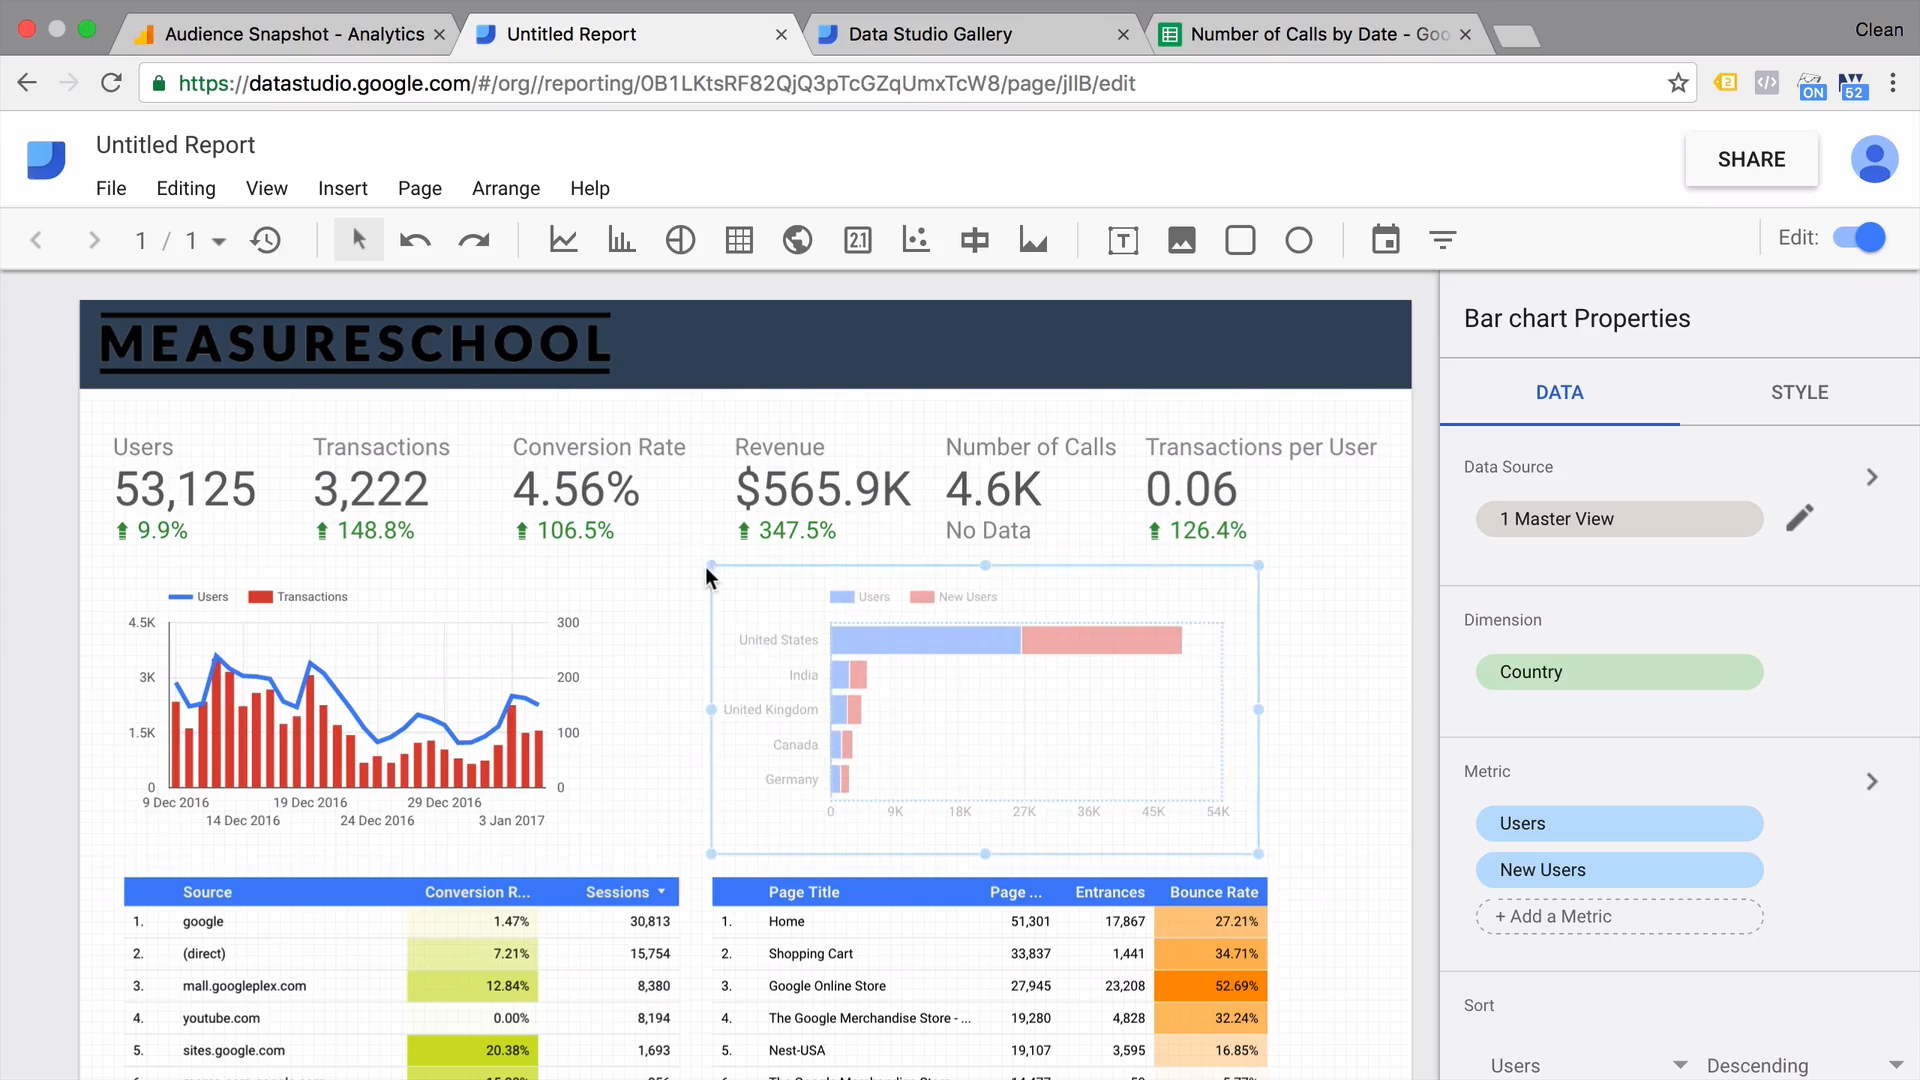 Audience Snapshot - Analytics
Untitled Report
Data Studio Gallery
Number of Calls by Date - Goo
Clean
https://datastudio.google.com/#/org//reporting/0B1LKtsRF82QjQ3pTcGZqUmxTcW8/page/jllB/edit
2
ON
52
Untitled Report
SHARE
File Editing View Insert Page Arrange Help
1 / 1
2.1
T
Edit:
MEASURESCHOOL
Users Transactions Conversion Rate Revenue Number of Calls Transactions per User
53,125 3,222 4.56% $565.9K 4.6K 0.06
9.9% 148.8% 106.5% 347.5% No Data 126.4%
Users Transactions
4.5K 300
3K 200
1.5K 100
0 0
9 Dec 2016 19 Dec 2016 29 Dec 2016
14 Dec 2016 24 Dec 2016 3 Jan 2017
Users New Users
United States
India
United Kingdom
Canada
Germany
0 9K 18K 27K 36K 45K 54K
Source Conversion R... Sessions
1. google 1.47% 30,813
2. (direct) 7.21% 15,754
3. mall.googleplex.com 12.84% 8,380
4. youtube.com 0.00% 8,194
5. sites.google.com 20.38% 1,693
Page Title Page ... Entrances Bounce Rate
1. Home 51,301 17,867 27.21%
2. Shopping Cart 33,837 1,441 34.71%
3. Google Online Store 27,945 23,208 52.69%
4. The Google Merchandise Store - ... 19,280 4,828 32.24%
5. Nest-USA 19,107 3,595 16.85%
Bar chart Properties
DATA STYLE
Data Source
1 Master View
Dimension
Country
Metric
Users
New Users
+ Add a Metric
Sort
Users Descending